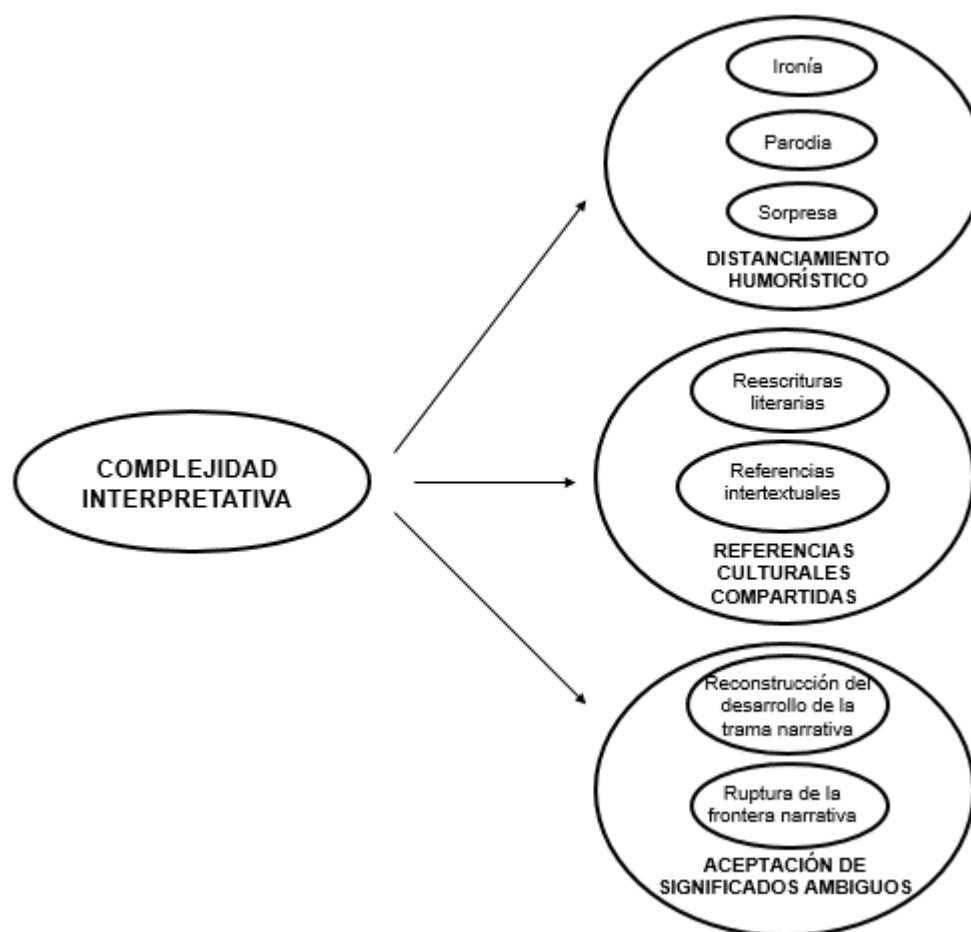 Ironía
Parodia
Sorpresa
DISTANCIAMIENTO
HUMORÍSTICO
COMPLEJIDAD
INTERPRETATIVA
Reescrituras
literarias
Referencias
intertextuales
REFERENCIAS
CULTURALES
COMPARTIDAS
Reconstrucción del
desarrollo de la
trama narrativa
Ruptura de la
frontera narrativa
ACEPTACIÓN DE
SIGNIFICADOS AMBIGUOS